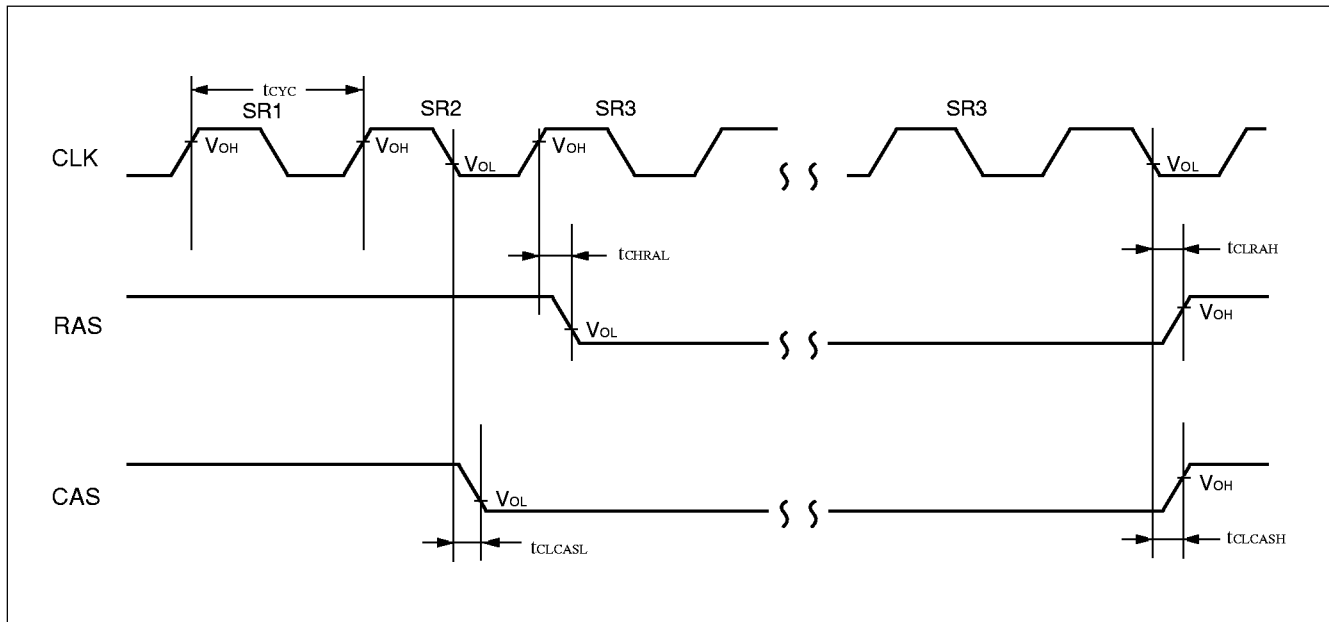 tCYC
SR1 SR2 SR3 SR3
CLK VOH VOH VOL VOH VOL
tCHRAL tCLRAH
RAS VOL VOH
CAS VOL VOH
tCLCASL tCLCASH